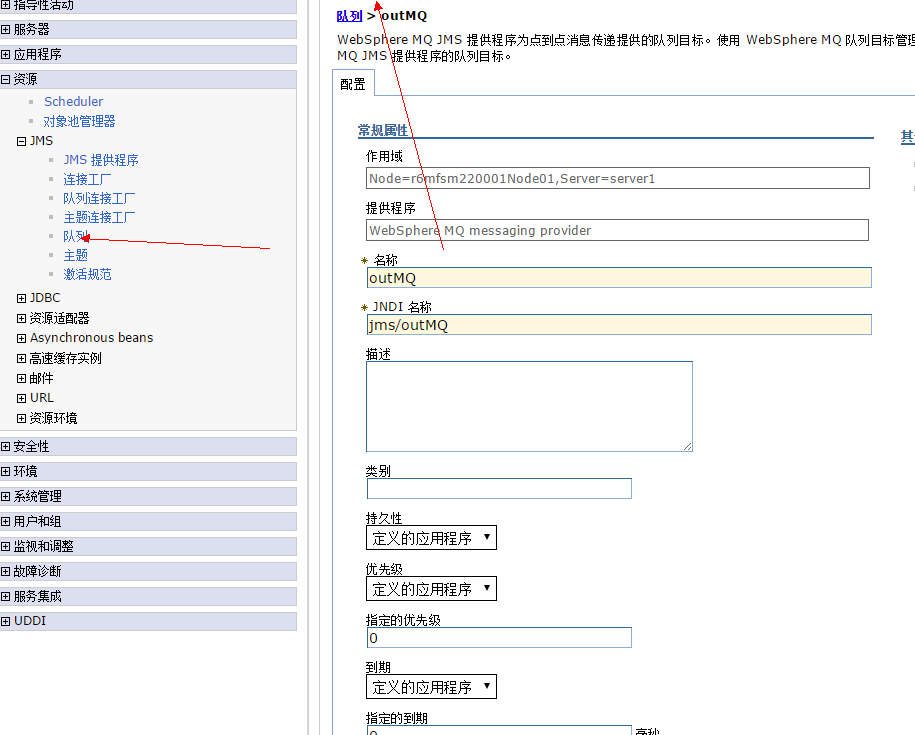 指导性活动
服务器
应用程序
资源
Scheduler
对象池管理器
JMS
JMS 提供程序
连接工厂
队列连接工厂
主题连接工厂
队列
主题
激活规范
JDBC
资源适配器
Asynchronous beans
高速缓存实例
邮件
URL
资源环境
安全性
环境
系统管理
用户和组
监视和调整
故障诊断
服务集成
UDDI
队列 > outMQ
WebSphere MQ JMS 提供程序为点到点消息传递提供的队列目标。使用 WebSphere MQ 队列目标管理
MQ JMS 提供程序的队列目标。
配置
常规属性
作用域
Node=r6mfsm220001Node01,Server=server1
提供程序
WebSphere MQ messaging provider
* 名称
outMQ
* JNDI 名称
jms/outMQ
描述
类别
持久性
定义的应用程序
优先级
定义的应用程序
指定的优先级
0
到期
定义的应用程序
指定的到期
0
毫秒
其